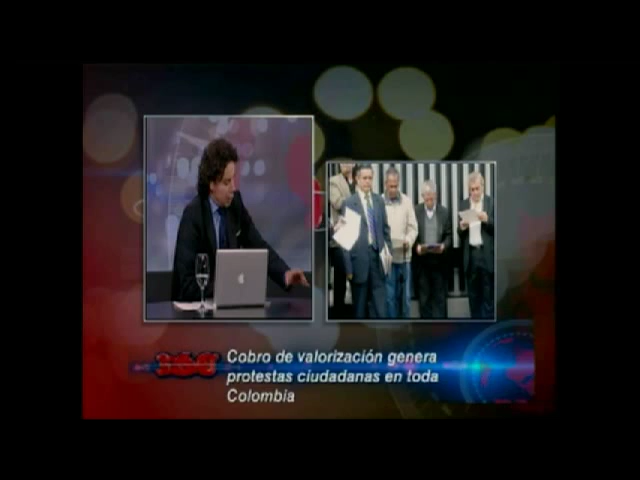 Cobro de valorización genera
protestas ciudadanas en toda
Colombia